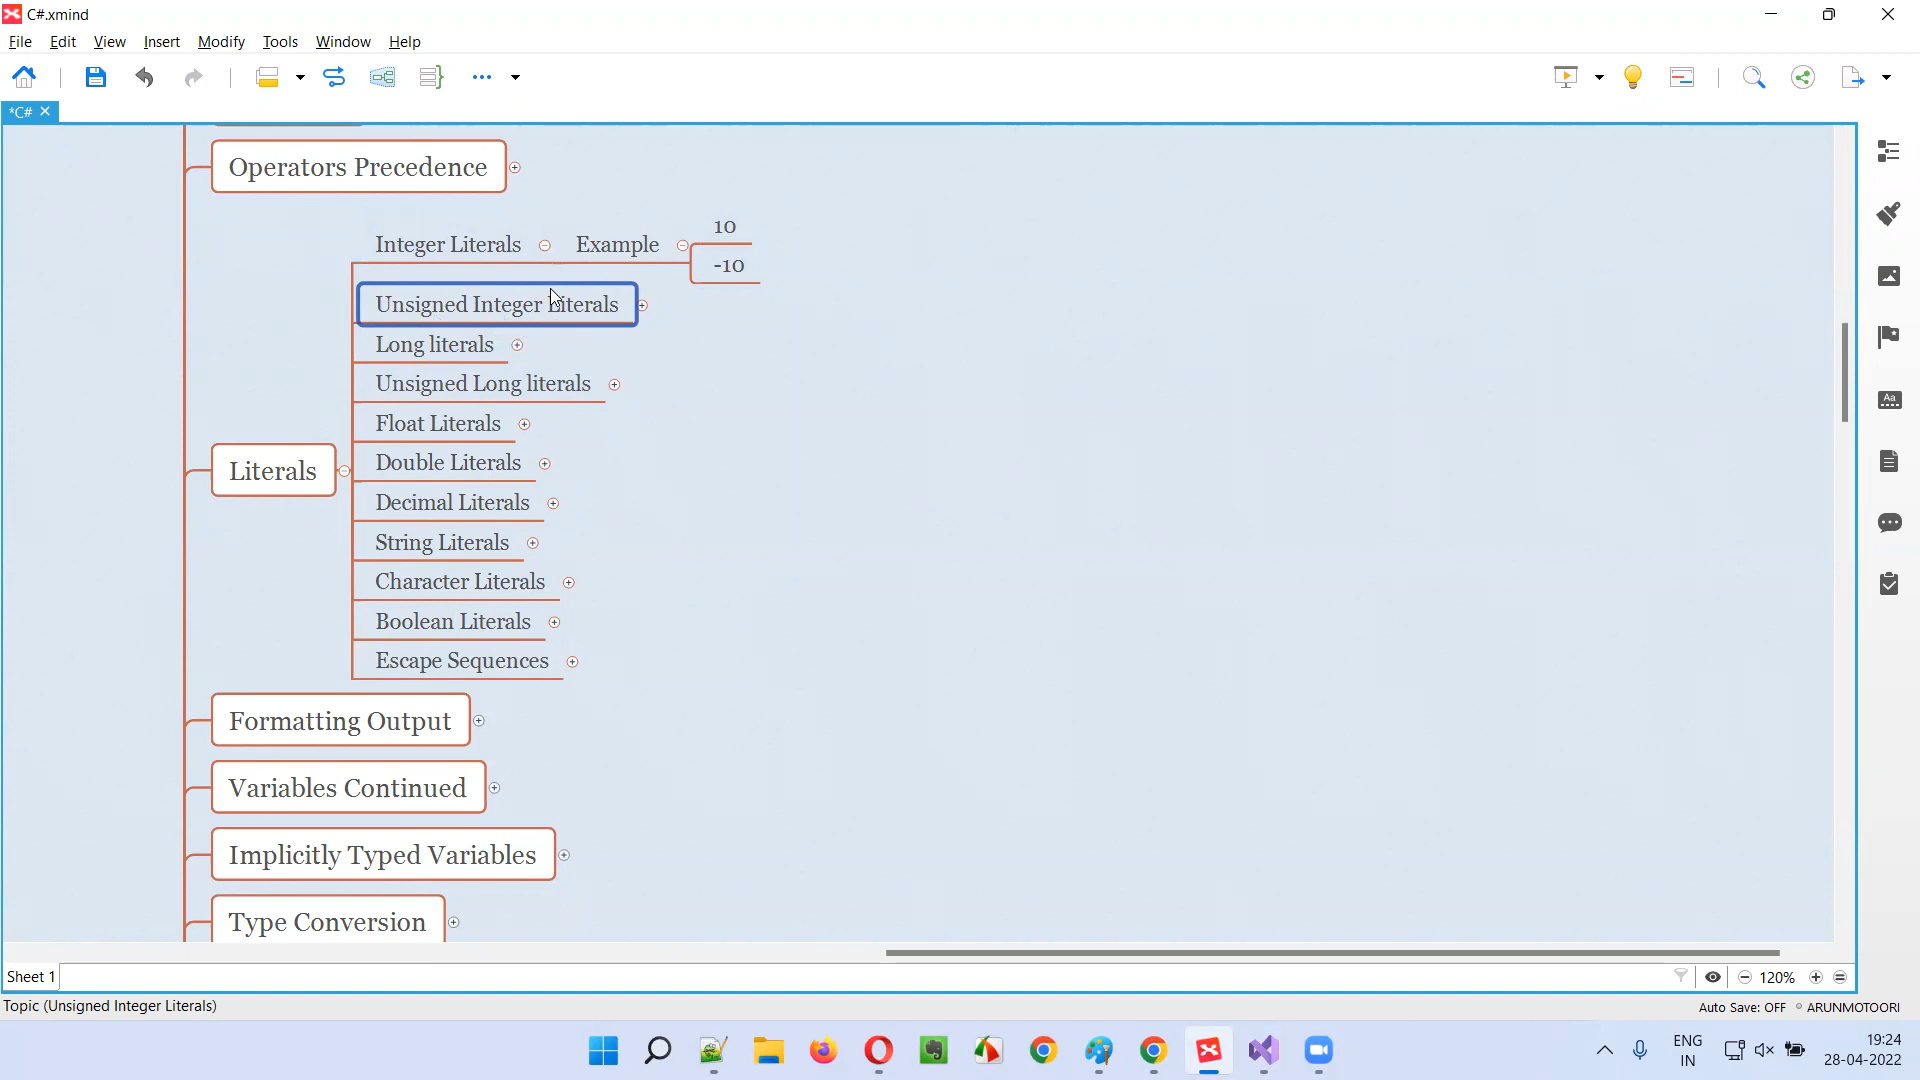 C#.xmind
File Edit View Insert Modify Tools Window Help
*C#
Operators Precedence
Integer Literals Example 10
-10
Unsigned Integer Literals
Long literals
Unsigned Long literals
Float Literals
Literals
Double Literals
Decimal Literals
String Literals
Character Literals
Boolean Literals
Escape Sequences
Formatting Output
Variables Continued
Implicitly Typed Variables
Type Conversion
Aa
Sheet 1
120%
Topic (Unsigned Integer Literals)
Auto Save: OFF ARUNMOTOORI
ENG
IN
19:24
28-04-2022